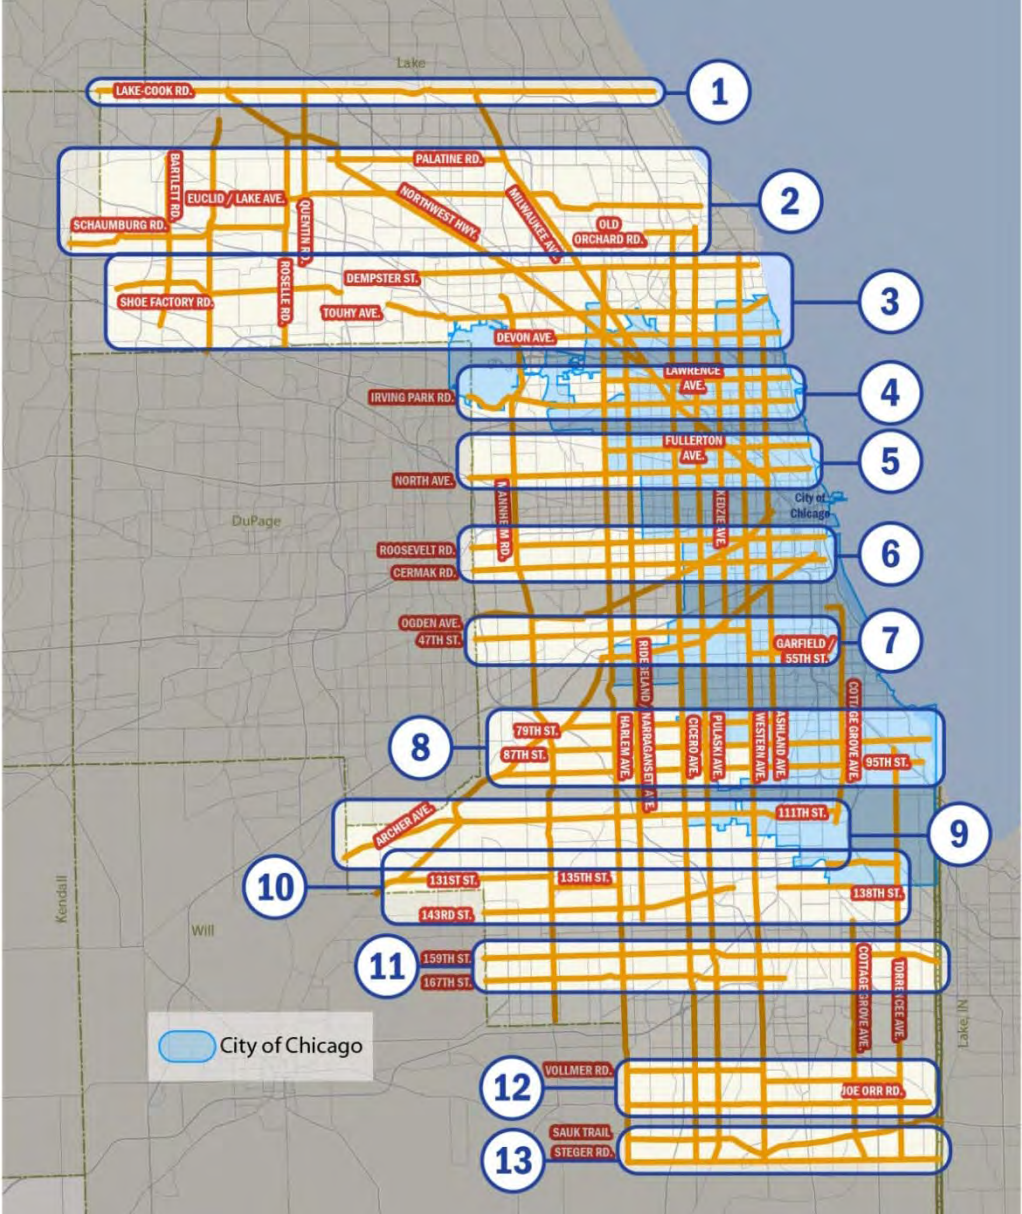 Lake
LAKE-COOK RD.
1
BARTLETT RD.
PALATINE RD.
EUCLID / LAKE AVE.
QUENTIN RD.
NORTHWEST HWY.
MILWAUKEE AVE.
SCHAUMBURG RD.
OLD
ORCHARD RD.
2
ROSELLE RD.
DEMPSTER ST.
SHOE FACTORY RD.
TOUHY AVE.
DEVON AVE.
3
LAWRENCE
AVE.
IRVING PARK RD.
4
FULLERTON
AVE.
NORTH AVE.
5
MANNHEIM RD.
KEDZIE AVE.
City of
Chicago
DuPage
ROOSEVELT RD.
CERMAK RD.
6
OGDEN AVE.
47TH ST.
GARFIELD /
55TH ST.
7
RIDGELAND / NARRAGANSET AVE.
COTTAGE GROVE AVE.
8
79TH ST.
87TH ST.
HARLEM AVE.
CICERO AVE.
PULASKI AVE.
WESTERN AVE.
ASHLAND AVE.
95TH ST.
ARCHER AVE.
111TH ST.
9
10
131ST ST.
135TH ST.
138TH ST.
143RD ST.
Kendall
Will
11
159TH ST.
167TH ST.
COTTAGE GROVE AVE.
TORRENCEE AVE.
Lake, IN
City of Chicago
12
VOLLMER RD.
JOE ORR RD.
13
SAUK TRAIL
STEGER RD.